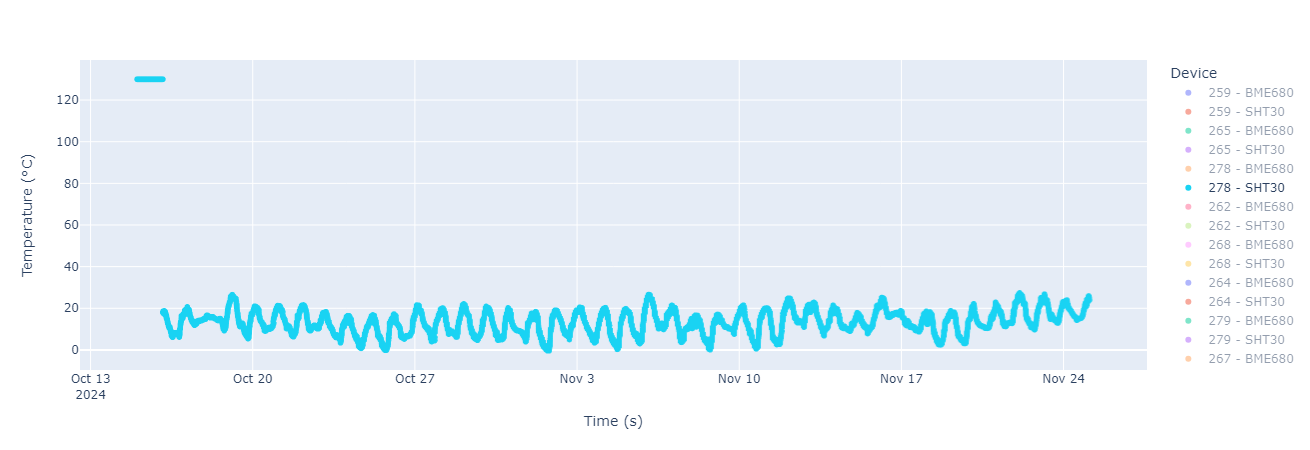 Temperature (°C)
120
100
80
60
40
20
0
Oct 13
2024
Oct 20
Oct 27
Nov 3
Nov 10
Nov 17
Nov 24
Time (s)
Device
259 - BME680
259 - SHT30
265 - BME680
265 - SHT30
278 - BME680
278 - SHT30
262 - BME680
262 - SHT30
268 - BME680
268 - SHT30
264 - BME680
264 - SHT30
279 - BME680
279 - SHT30
267 - BME680